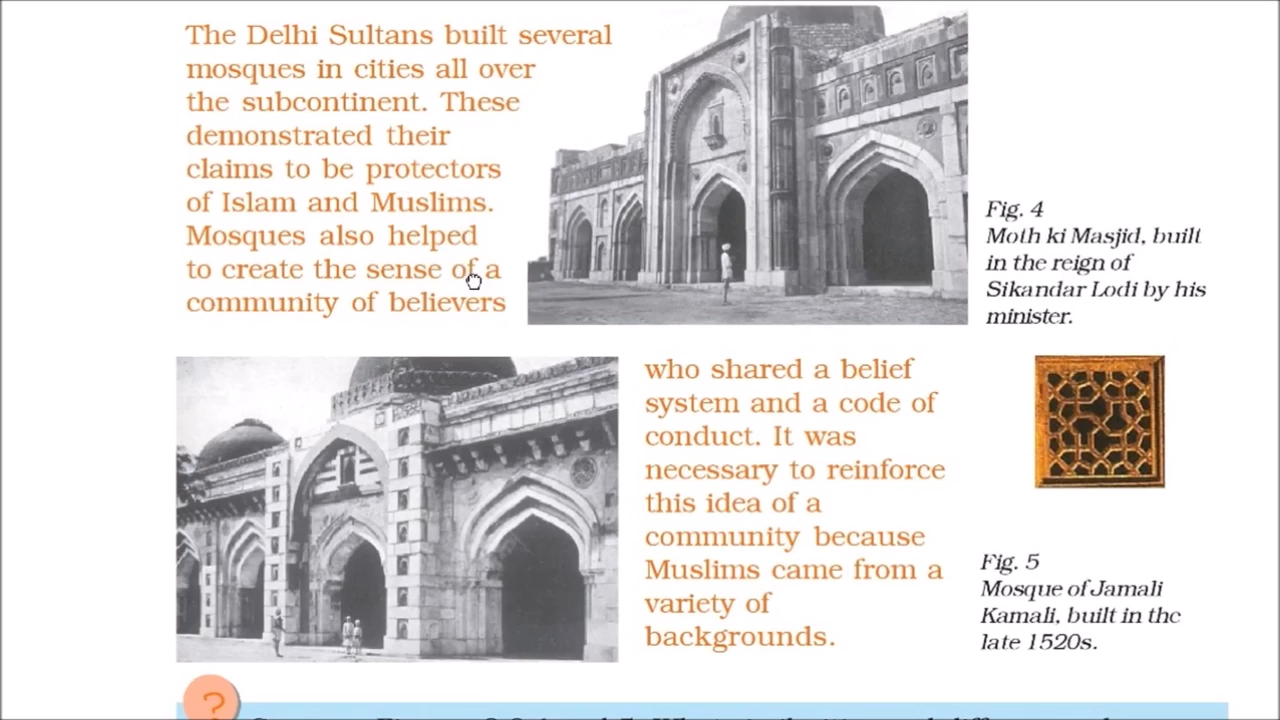 The Delhi Sultans built several
mosques in cities all over
the subcontinent. These
demonstrated their
claims to be protectors
of Islam and Muslims.
Mosques also helped
to create the sense of a
community of believers
Fig. 4
Moth ki Masjid, built
in the reign of
Sikandar Lodi by his
minister.
who shared a belief
system and a code of
conduct. It was
necessary to reinforce
this idea of a
community because
Muslims came from a
variety of
backgrounds.
Fig. 5
Mosque of Jamali
Kamali, built in the
late 1520s.
?